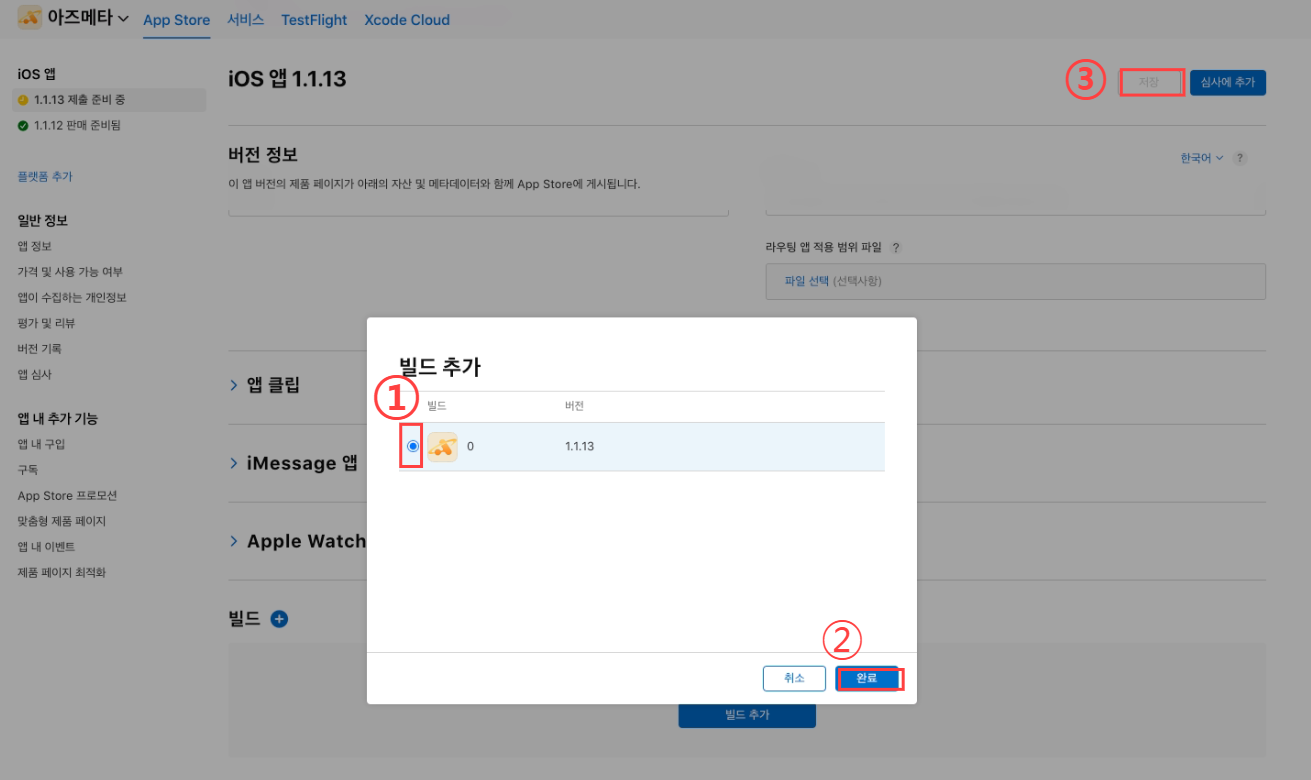 아즈메타
App Store 서비스 TestFlight Xcode Cloud
iOS 앱
1.1.13 제출 준비 중
1.1.12 판매 준비됨
플랫폼 추가
일반 정보
앱 정보
가격 및 사용 가능 여부
앱이 수집하는 개인정보
평가 및 리뷰
버전 기록
앱 심사
앱 내 추가 기능
앱 내 구입
구독
App Store 프로모션
맞춤형 제품 페이지
앱 내 이벤트
제품 페이지 최적화
iOS 앱 1.1.13
③ 저장 심사에 추가
버전 정보
한국어 ?
이 앱 버전의 제품 페이지가 아래의 자산 및 메타데이터와 함께 App Store에 게시됩니다.
라우팅 앱 적용 범위 파일 ?
파일 선택 (선택사항)
앱 클립
iMessage 앱
Apple Watch
빌드
빌드 추가
①
빌드 버전
0 1.1.13
②
취소 완료
빌드 추가